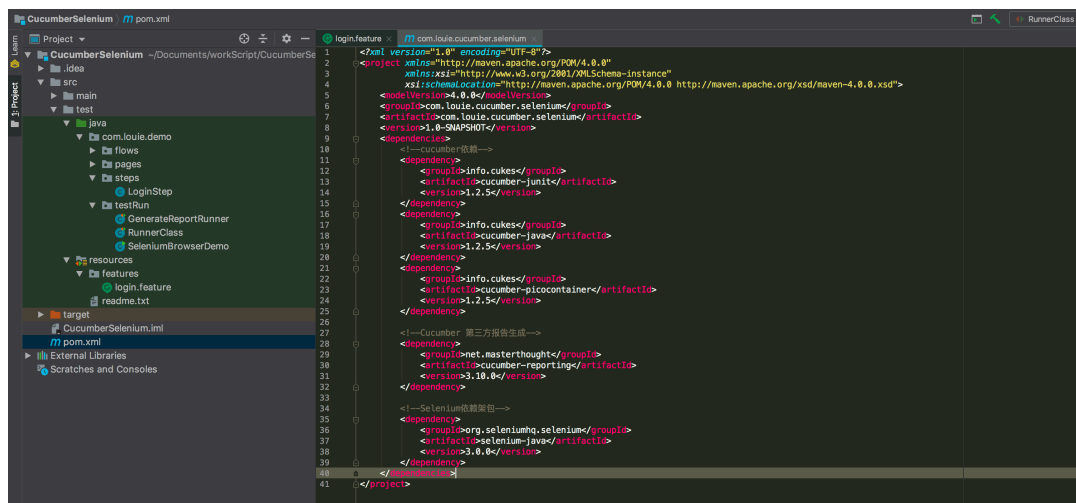 CucumberSelenium
pom.xml
RunnerClass
Learn
1: Project
Project
CucumberSelenium ~/Documents/workScript/CucumberSe
.idea
src
main
test
java
com.louie.demo
flows
pages
steps
LoginStep
testRun
GenerateReportRunner
RunnerClass
SeleniumBrowserDemo
resources
features
login.feature
readme.txt
target
CucumberSelenium.iml
pom.xml
External Libraries
Scratches and Consoles
login.feature
com.louie.cucumber.selenium
1 <?xml version="1.0" encoding="UTF-8"?>
2 <project xmlns="http://maven.apache.org/POM/4.0.0"
3 xmlns:xsi="http://www.w3.org/2001/XMLSchema-instance"
4 xsi:schemaLocation="http://maven.apache.org/POM/4.0.0 http://maven.apache.org/xsd/maven-4.0.0.xsd">
5 <modelVersion>4.0.0</modelVersion>
6 <groupId>com.louie.cucumber.selenium</groupId>
7 <artifactId>com.louie.cucumber.selenium</artifactId>
8 <version>1.0-SNAPSHOT</version>
9 <dependencies>
10 <!--cucumber依赖-->
11 <dependency>
12 <groupId>info.cukes</groupId>
13 <artifactId>cucumber-junit</artifactId>
14 <version>1.2.5</version>
15 </dependency>
16 <dependency>
17 <groupId>info.cukes</groupId>
18 <artifactId>cucumber-java</artifactId>
19 <version>1.2.5</version>
20 </dependency>
21 <dependency>
22 <groupId>info.cukes</groupId>
23 <artifactId>cucumber-picocontainer</artifactId>
24 <version>1.2.5</version>
25 </dependency>
26
27 <!--Cucumber 第三方报告生成-->
28 <dependency>
29 <groupId>net.masterthought</groupId>
30 <artifactId>cucumber-reporting</artifactId>
31 <version>3.10.0</version>
32 </dependency>
33
34 <!--Selenium依赖架包-->
35 <dependency>
36 <groupId>org.seleniumhq.selenium</groupId>
37 <artifactId>selenium-java</artifactId>
38 <version>3.0.0</version>
39 </dependency>
40 </dependencies>
41 </project>